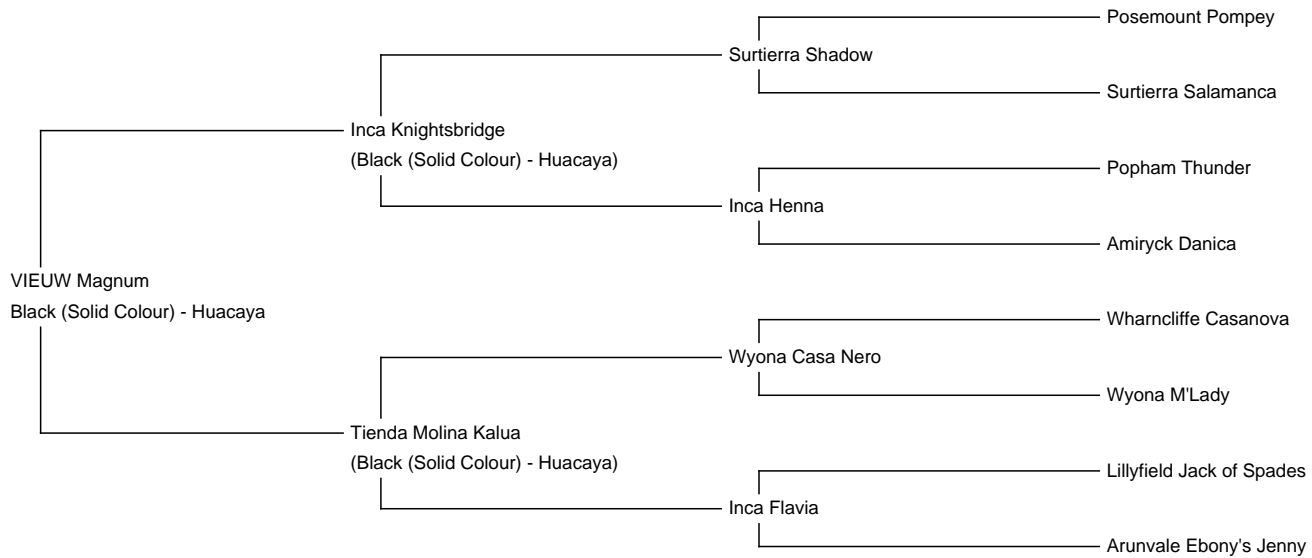 Posemount Pompey
Surtierra Shadow
Surtierra Salamanca
Inca Knightsbridge
(Black (Solid Colour) - Huacaya)
Popham Thunder
Inca Henna
Amiryck Danica
VIEUW Magnum
Black (Solid Colour) - Huacaya
Wharncliffe Casanova
Wyona Casa Nero
Wyona M'Lady
Tienda Molina Kalua
(Black (Solid Colour) - Huacaya)
Lillyfield Jack of Spades
Inca Flavia
Arunvale Ebony's Jenny